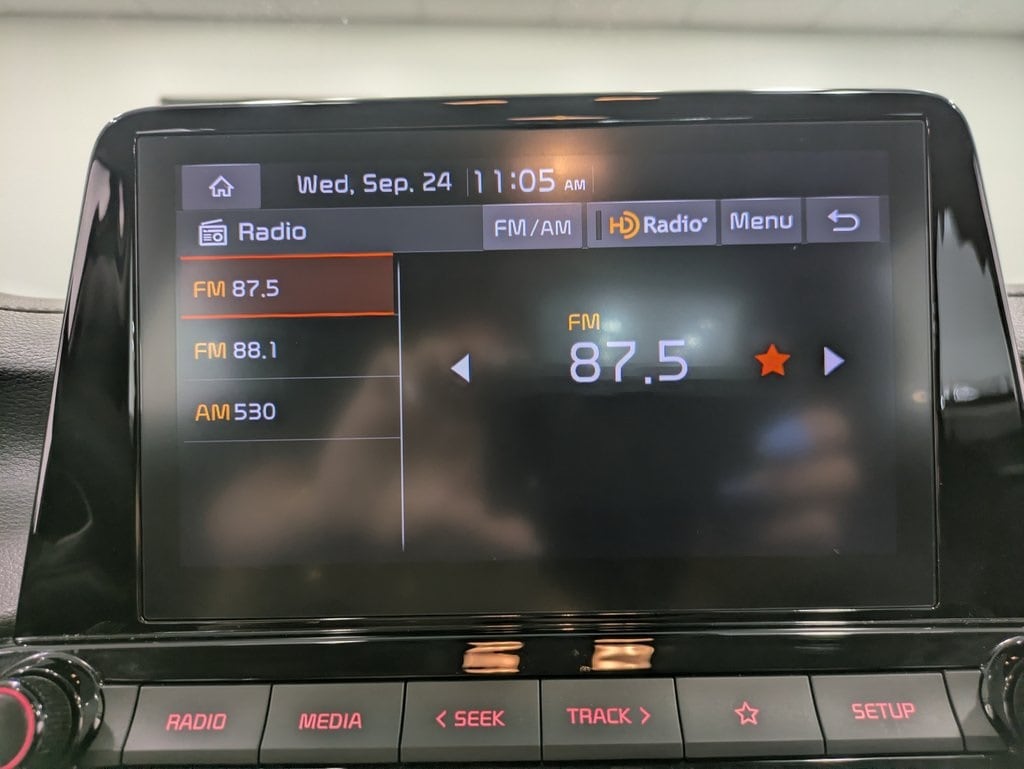 Wed, Sep. 24 11:05 AM
Radio FM/AM HD Radio Menu
FM 87.5
FM 88.1
AM 530
FM
87.5
RADIO MEDIA < SEEK TRACK > SETUP